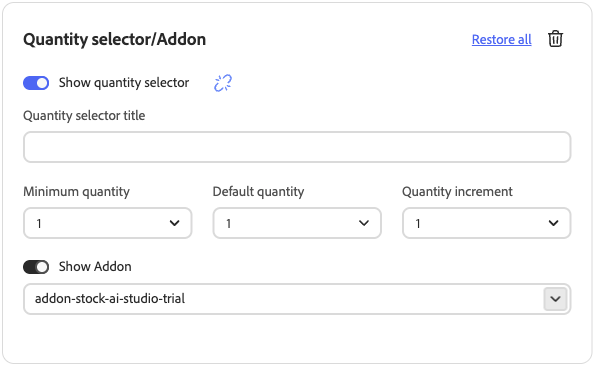 Quantity selector/Addon Restore all
Show quantity selector
Quantity selector title
Minimum quantity Default quantity Quantity increment
1 1 1
Show Addon
addon-stock-ai-studio-trial